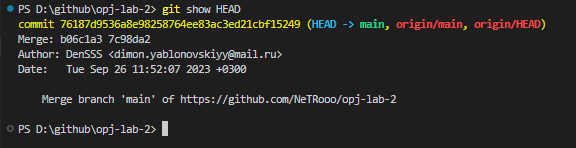 PS D:\github\opj-lab-2> git show HEAD
commit 76187d9536a8e98258764ee83ac3ed21cbf15249 (HEAD -> main, origin/main, origin/HEAD)
Merge: b06c1a3 7c98da2
Author: DenSSS <dimon.yablonovskiyy@mail.ru>
Date:   Tue Sep 26 11:52:07 2023 +0300
    Merge branch 'main' of https://github.com/NeTRooo/opj-lab-2
PS D:\github\opj-lab-2>